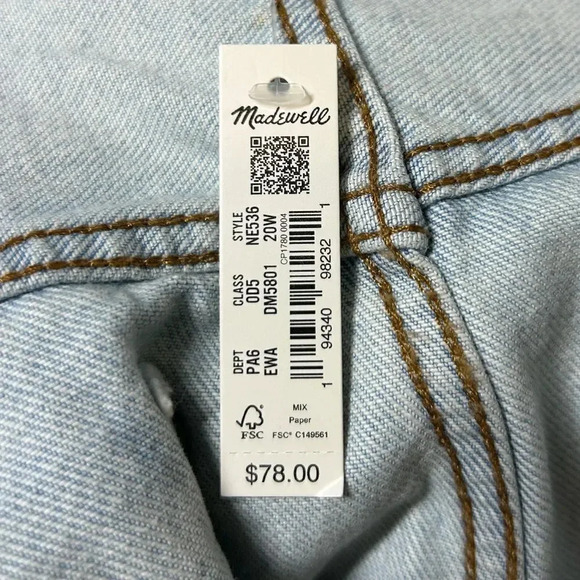 Madewell
STYLE CLASS DEPT
NE536 0D5 PA6
20W DM5801 EWA
CP1780 0004
1 94340 98232 1
MIX
Paper
FSC
FSC® C149561
$78.00